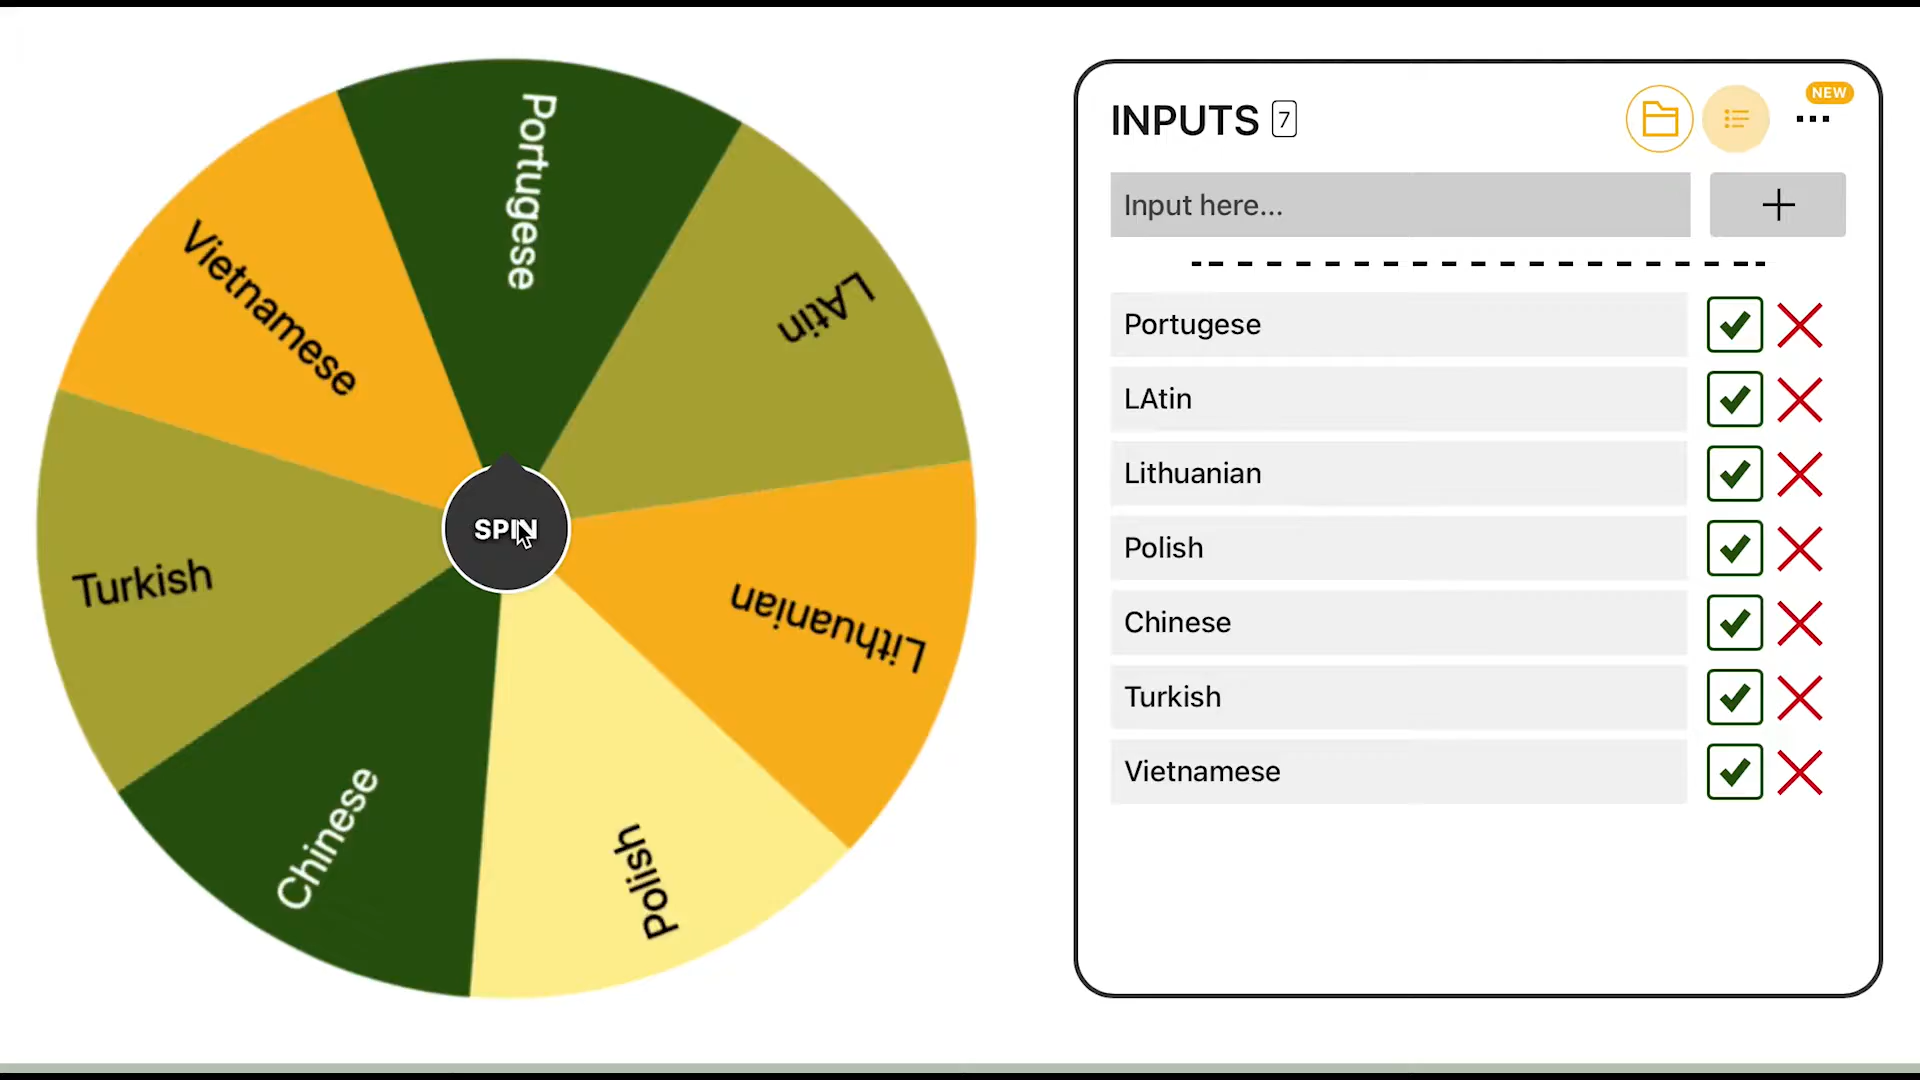 Portugese
LAtin
Vietnamese
SPIN
Turkish
Lithuanian
Chinese
Polish
INPUTS 7
NEW
Input here...
Portugese
LAtin
Lithuanian
Polish
Chinese
Turkish
Vietnamese